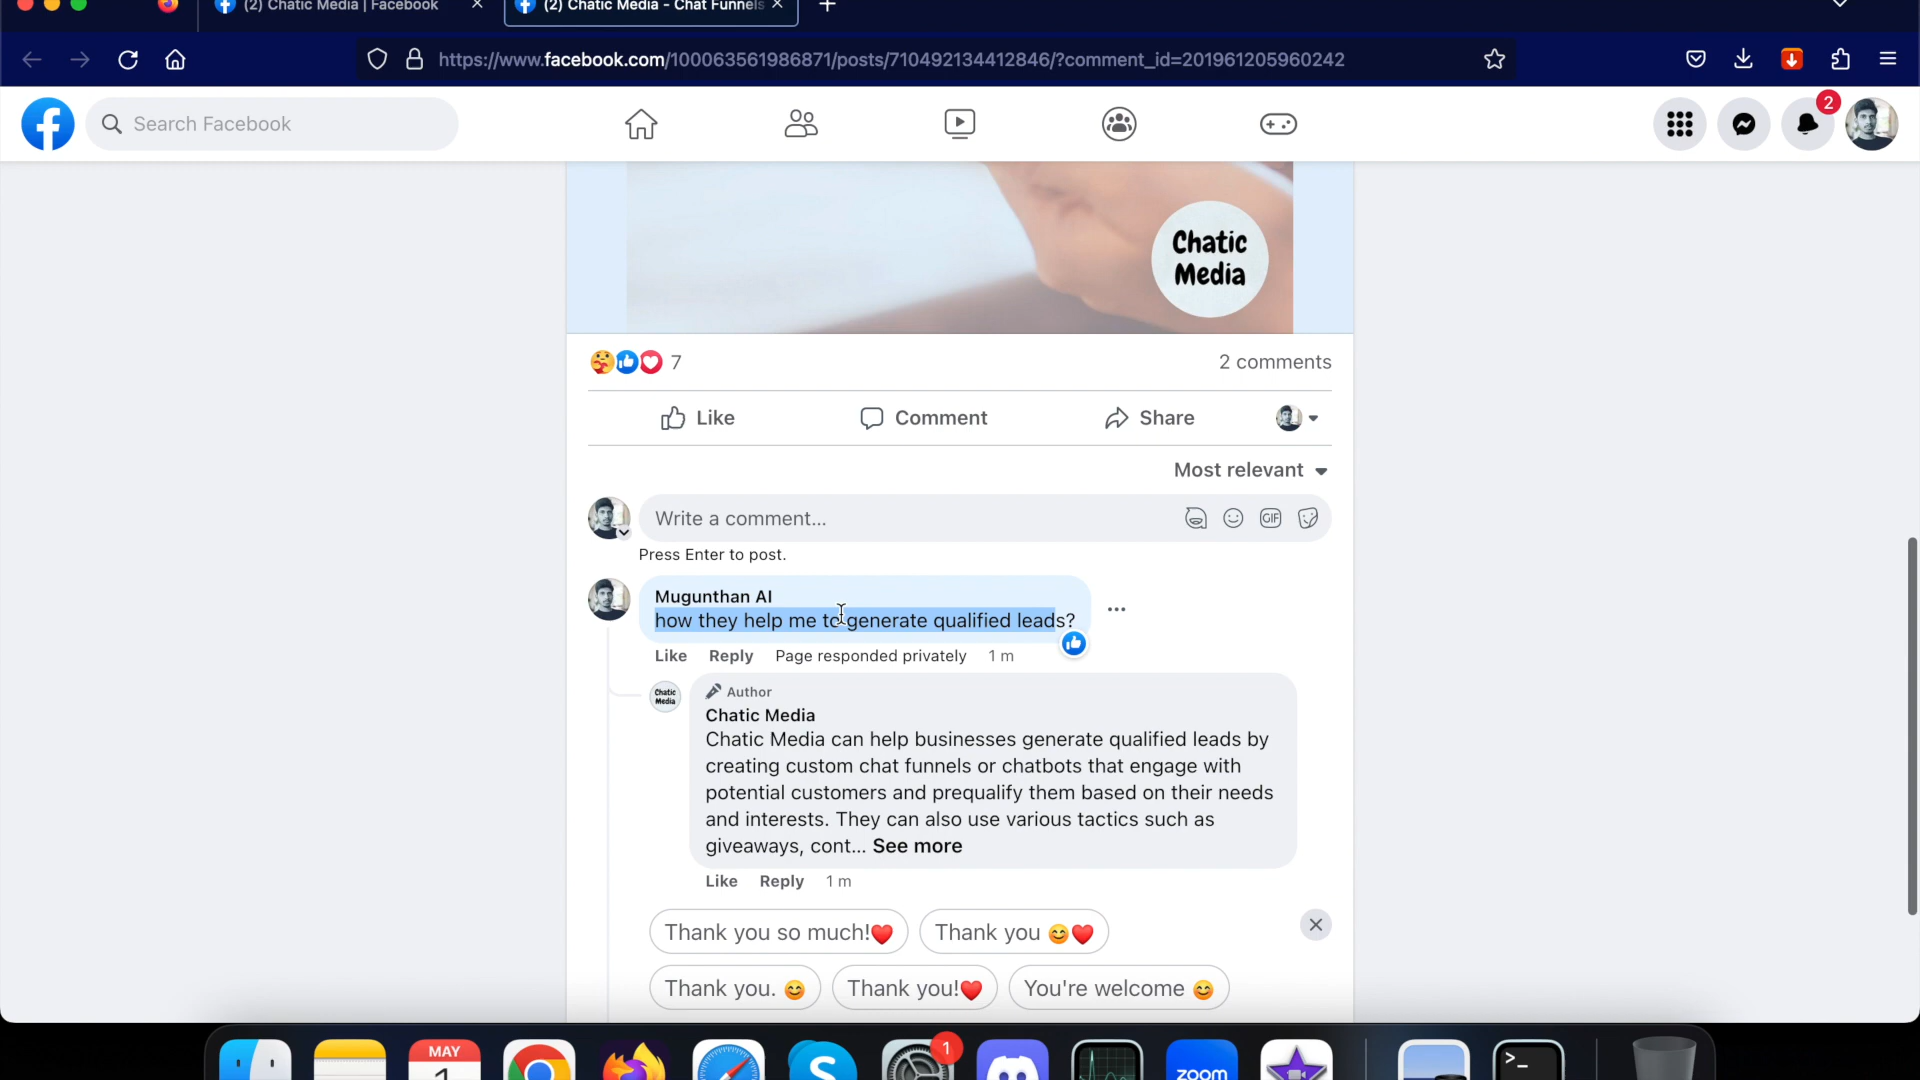 (2) Chatic Media | Facebook
(2) Chatic Media - Chat Funnels
https://www.facebook.com/100063561986871/posts/710492134412846/?comment_id=201961205960242
Search Facebook
2
Chatic
Media
7
2 comments
Like
Comment
Share
Most relevant
Write a comment...
GIF
Press Enter to post.
Mugunthan AI
how they help me to generate qualified leads?
Like Reply Page responded privately 1 m
Chatic
Media
Author
Chatic Media
Chatic Media can help businesses generate qualified leads by
creating custom chat funnels or chatbots that engage with
potential customers and prequalify them based on their needs
and interests. They can also use various tactics such as
giveaways, cont... See more
Like Reply 1 m
Thank you so much!❤️
Thank you 😊❤️
Thank you. 😊
Thank you!❤️
You're welcome 😊
MAY
1
S
1
zoom
>_